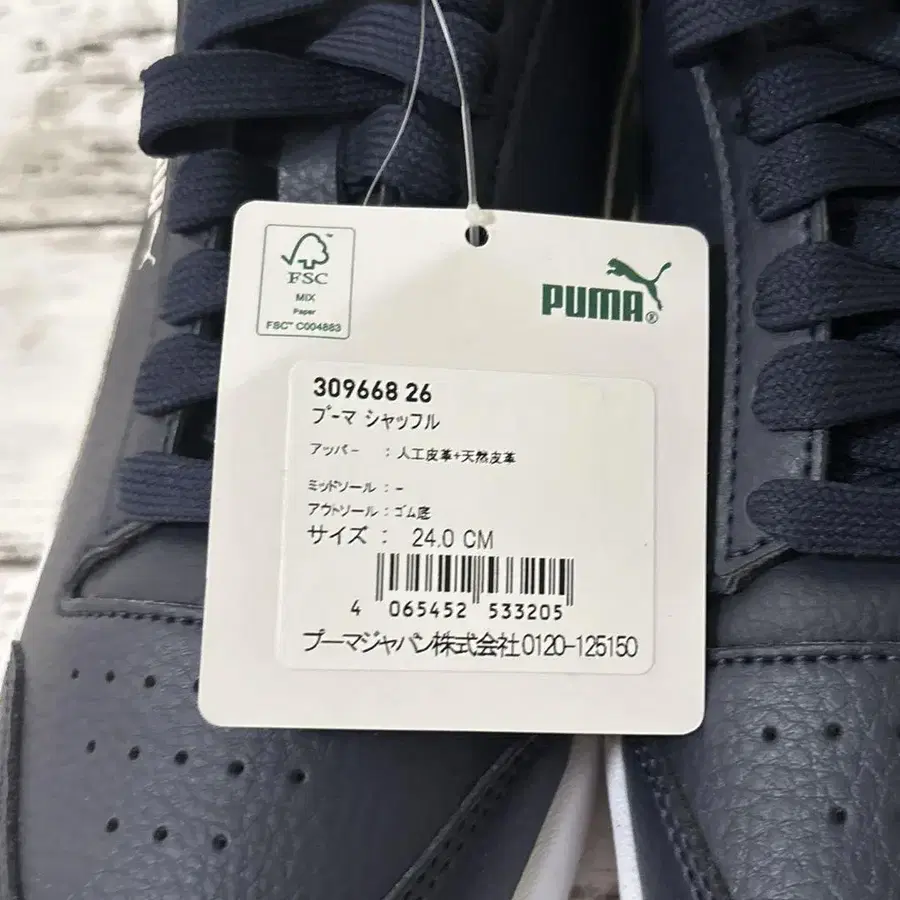 FSC™
MIX
Paper
FSC™ C004883
PUMA®
309668 26
プーマ シャッフル
アッパー : 人工皮革+天然皮革
ミッドソール : -
アウトソール : ゴム底
サイズ : 24.0 CM
4 065452 533205
プーマジャパン株式会社0120-125150